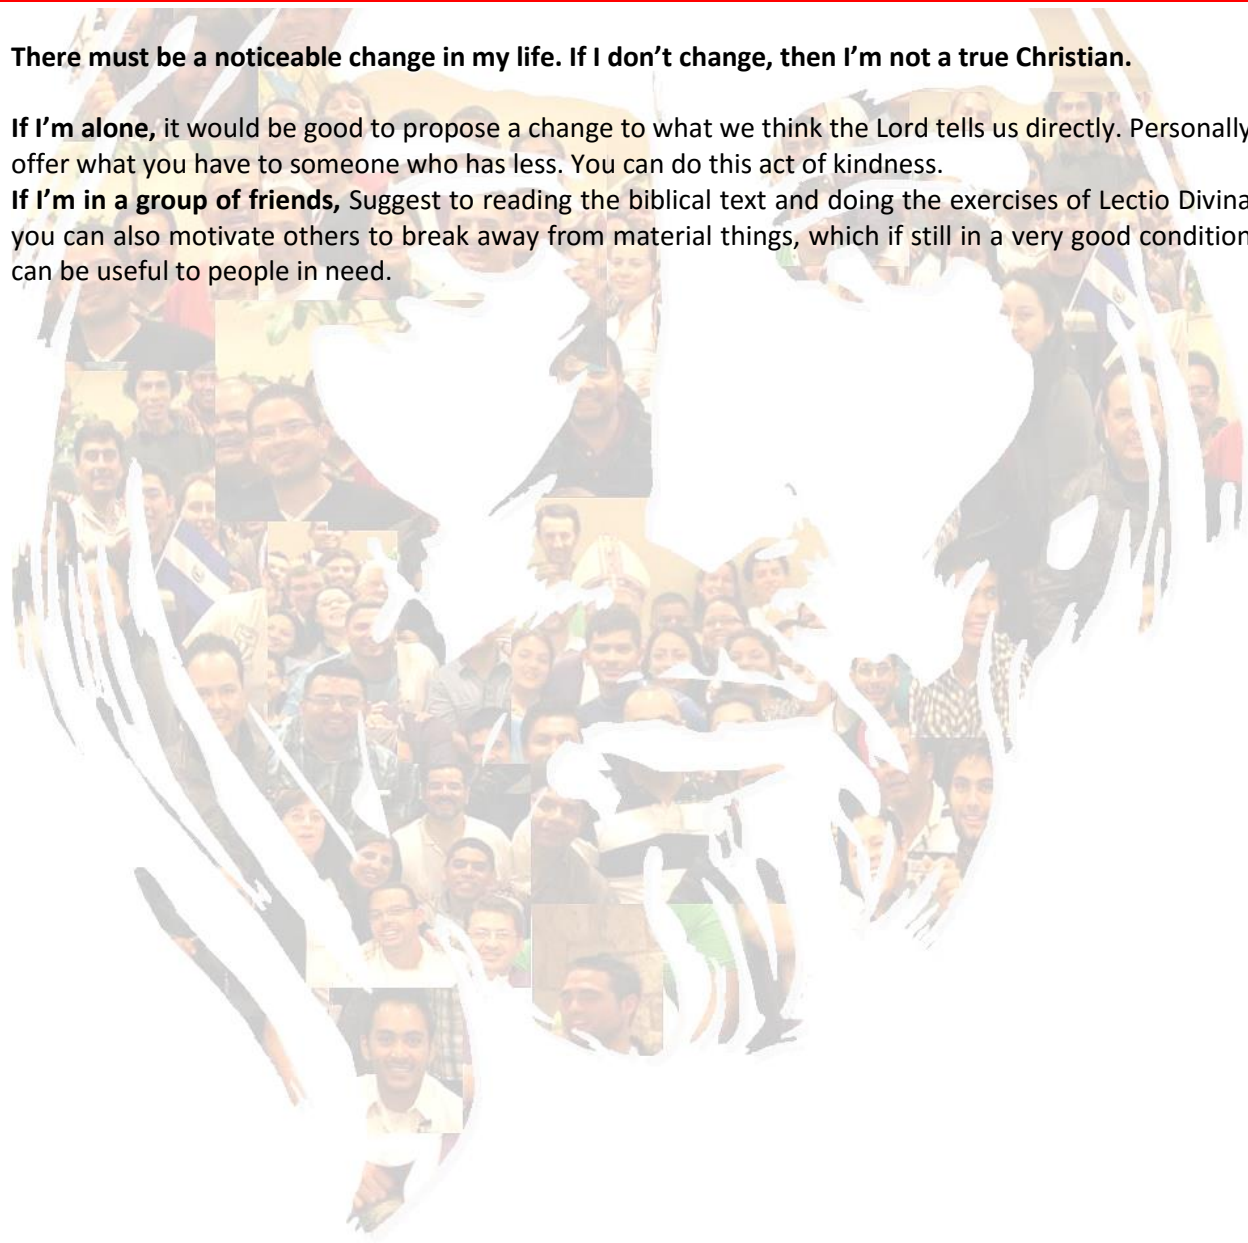 There must be a noticeable change in my life. If I don’t change, then I’m not a true Christian.
If I’m alone, it would be good to propose a change to what we think the Lord tells us directly. Personally
offer what you have to someone who has less. You can do this act of kindness.
If I’m in a group of friends, Suggest to reading the biblical text and doing the exercises of Lectio Divina
you can also motivate others to break away from material things, which if still in a very good condition
can be useful to people in need.